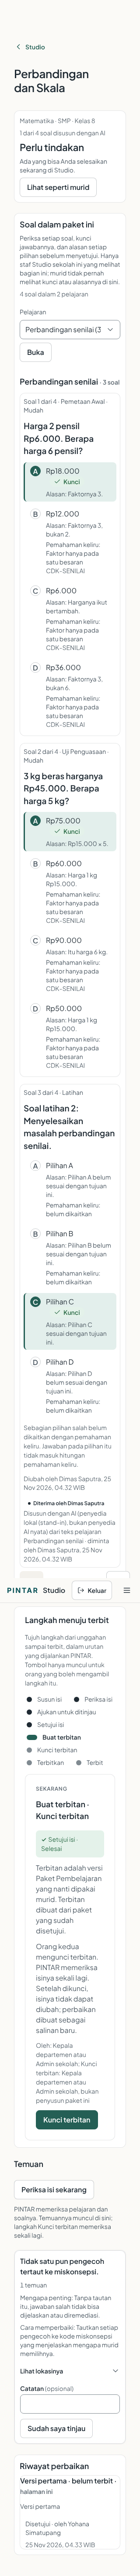 Studio
Perbandingan
dan Skala
Matematika · SMP · Kelas 8
1 dari 4 soal disusun dengan AI
Perlu tindakan
Ada yang bisa Anda selesaikan
sekarang di Studio.
Lihat seperti murid
Soal dalam paket ini
Periksa setiap soal, kunci
jawabannya, dan alasan setiap
pilihan sebelum menyetujui. Hanya
staf Studio sekolah ini yang melihat
bagian ini; murid tidak pernah
melihat kunci atau alasannya di sini.
4 soal dalam 2 pelajaran
Pelajaran
Perbandingan senilai (3
Buka
Perbandingan senilai · 3 soal
Soal 1 dari 4 · Pemetaan Awal ·
Mudah
Harga 2 pensil
Rp6.000. Berapa
harga 6 pensil?
A Rp18.000
Kunci
Alasan: Faktornya 3.
B Rp12.000
Alasan: Faktornya 3,
bukan 2.
Pemahaman keliru:
Faktor hanya pada
satu besaran
CDK-SENILAI
C Rp6.000
Alasan: Harganya ikut
bertambah.
Pemahaman keliru:
Faktor hanya pada
satu besaran
CDK-SENILAI
D Rp36.000
Alasan: Faktornya 3,
bukan 6.
Pemahaman keliru:
Faktor hanya pada
satu besaran
CDK-SENILAI
Soal 2 dari 4 · Uji Penguasaan ·
Mudah
3 kg beras harganya
Rp45.000. Berapa
harga 5 kg?
A Rp75.000
Kunci
Alasan: Rp15.000 × 5.
B Rp60.000
Alasan: Harga 1 kg
Rp15.000.
Pemahaman keliru:
Faktor hanya pada
satu besaran
CDK-SENILAI
C Rp90.000
Alasan: Itu harga 6 kg.
Pemahaman keliru:
Faktor hanya pada
satu besaran
CDK-SENILAI
D Rp50.000
Alasan: Harga 1 kg
Rp15.000.
Pemahaman keliru:
Faktor hanya pada
satu besaran
CDK-SENILAI
Soal 3 dari 4 · Latihan
Soal latihan 2:
Menyelesaikan
masalah perbandingan
senilai.
A Pilihan A
Alasan: Pilihan A belum
sesuai dengan tujuan
ini.
Pemahaman keliru:
belum dikaitkan
B Pilihan B
Alasan: Pilihan B belum
sesuai dengan tujuan
ini.
Pemahaman keliru:
belum dikaitkan
C Pilihan C
Kunci
Alasan: Pilihan C
sesuai dengan tujuan
ini.
D Pilihan D
Alasan: Pilihan D
belum sesuai dengan
tujuan ini.
Pemahaman keliru:
belum dikaitkan
Sebagian pilihan salah belum
dikaitkan dengan pemahaman
keliru. Jawaban pada pilihan itu
tidak masuk hitungan
pemahaman keliru.
Diubah oleh Dimas Saputra, 25
Nov 2026, 04.32 WIB
Diterima oleh Dimas Saputra
Disusun dengan AI (penyedia
lokal (stand-in), bukan penyedia
AI nyata) dari teks pelajaran
Perbandingan senilai · diminta
oleh Dimas Saputra, 25 Nov
2026, 04.32 WIB
PINTAR Studio Keluar
Langkah menuju terbit
Tujuh langkah dari unggahan
sampai terbit, dalam urutan
yang dijalankan PINTAR.
Tombol hanya muncul untuk
orang yang boleh mengambil
langkah itu.
Susun isi Periksa isi
Ajukan untuk ditinjau
Setujui isi
Buat terbitan
Kunci terbitan
Terbitkan Terbit
SEKARANG
Buat terbitan ·
Kunci terbitan
Setujui isi ·
Selesai
Terbitan adalah versi
Paket Pembelajaran
yang nanti dipakai
murid. Terbitan
dibuat dari paket
yang sudah
disetujui.
Orang kedua
mengunci terbitan.
PINTAR memeriksa
isinya sekali lagi.
Setelah dikunci,
isinya tidak dapat
diubah; perbaikan
dibuat sebagai
salinan baru.
Oleh: Kepala
departemen atau
Admin sekolah; Kunci
terbitan: Kepala
departemen atau
Admin sekolah, bukan
penyusun paket ini
Kunci terbitan
Temuan
Periksa isi sekarang
PINTAR memeriksa pelajaran dan
soalnya. Temuannya muncul di sini;
langkah Kunci terbitan memeriksa
sekali lagi.
Tidak satu pun pengecoh
tertaut ke miskonsepsi.
1 temuan
Mengapa penting: Tanpa tautan
itu, jawaban salah tidak bisa
dijelaskan atau diremediasi.
Cara memperbaiki: Tautkan setiap
pengecoh ke kode miskonsepsi
yang menjelaskan mengapa murid
memilihnya.
Lihat lokasinya
Catatan (opsional)
Sudah saya tinjau
Riwayat perbaikan
Versi pertama · belum terbit ·
halaman ini
Versi pertama
Disetujui · oleh Yohana
Simatupang
25 Nov 2026, 04.33 WIB